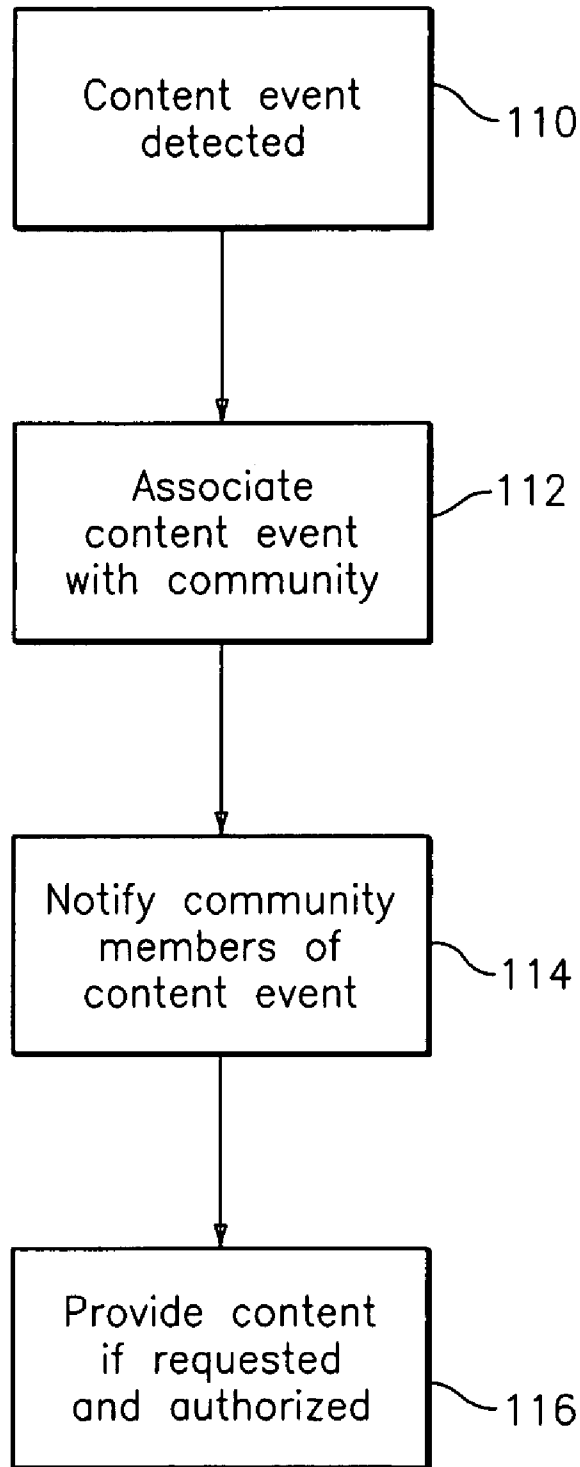 Content event
detected
110
Associate
content event
with community
112
Notify community
members of
content event
114
Provide content
if requested
and authorized
116